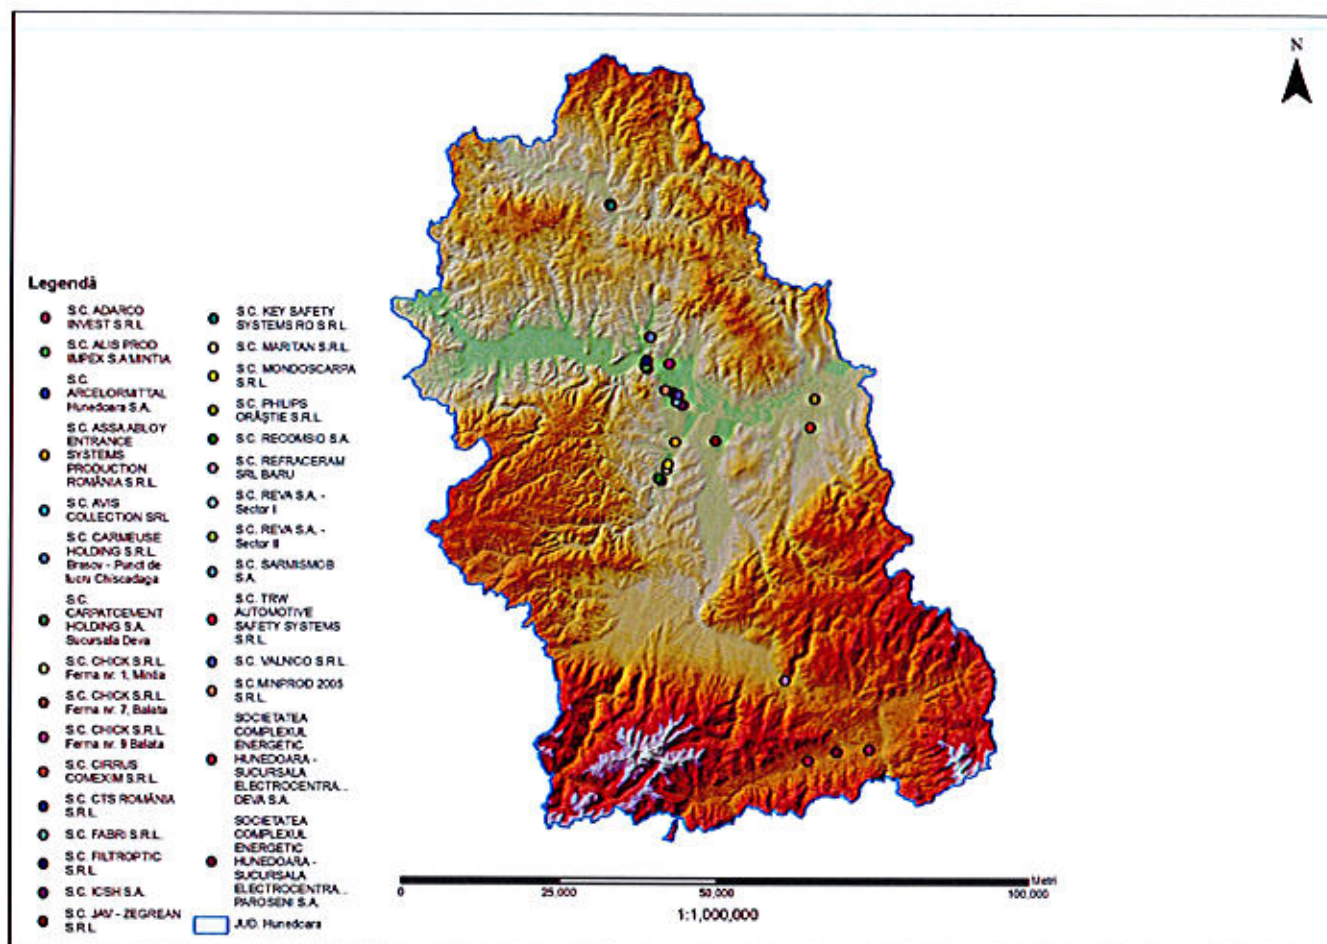 N
Legendă
S.C. ADARCO
INVEST S.R.L
S.C. ALIS PROD
IMPEX S.A MINTIA
S.C.
ARCELORMITTAL
Hunedoara S.A.
S.C. ASSAABLOY
ENTRANCE
SYSTEMS
PRODUCTION
ROMÂNIA S.R.L
S.C. AVIS
COLLECTION SRL
S.C. CARMEUSE
HOLDING S.R.L.
Brasov - Punct de
lucru Chiscadaga
S.C.
CARPATCEMENT
HOLDING S.A.
Sucursala Deva
S.C. CHICK S.R.L.
Ferma nr. 1, Mintia
S.C. CHICK S.R.L.
Ferma nr. 7, Balata
S.C. CHICK S.R.L.
Ferma nr. 9 Balata
S.C. CIRRUS
COMEXIM S.R.L.
S.C. CTS ROMÂNIA
S.R.L
S.C. FABRI S.R.L.
S.C. FILTROPTIC
S.R.L
S.C. ICSH S.A.
S.C. JAV - ZEGREAN
S.R.L
S.C. KEY SAFETY
SYSTEMS RO S.R.L
S.C. MARITAN S.R.L
S.C. MONDOSCARPA
S.R.L
S.C. PHILIPS
ORĂȘTIE S.R.L.
S.C. RECOMSID S.A.
S.C. REFRACERAM
SRL BARU
S.C. REVA S.A. -
Sector I
S.C. REVA S.A. -
Sector II
S.C. SARMISMOB
S.A.
S.C. TRW
AUTOMOTIVE
SAFETY SYSTEMS
S.R.L.
S.C. VALNICO S.R.L.
S.C MINPROD 2005
S.R.L.
SOCIETATEA
COMPLEXUL
ENERGETIC
HUNEDOARA -
SUCURSALA
ELECTROCENTRA...
DEVA S.A.
SOCIETATEA
COMPLEXUL
ENERGETIC
HUNEDOARA -
SUCURSALA
ELECTROCENTRA...
PAROSENI S.A.
JUD. Hunedoara
Metri
0 25,000 50,000 100,000
1:1,000,000